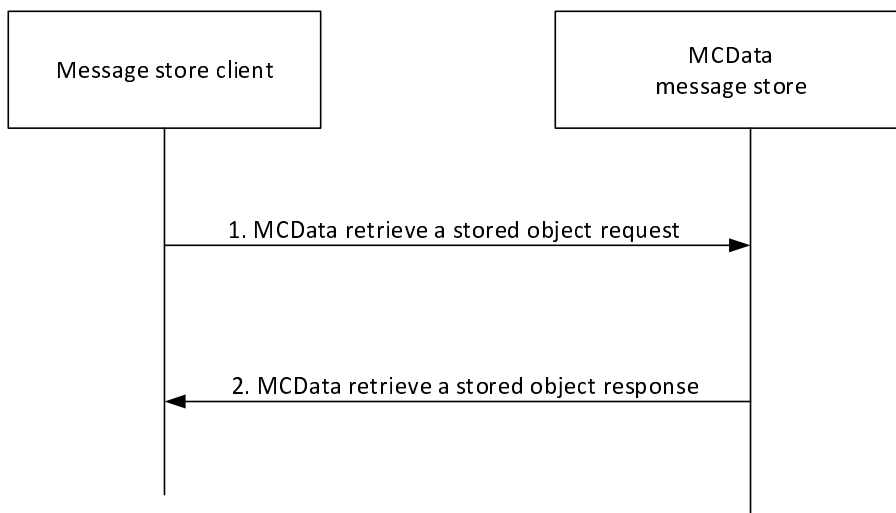 Message store client
MCData
message store
1. MCData retrieve a stored object request
2. MCData retrieve a stored object response